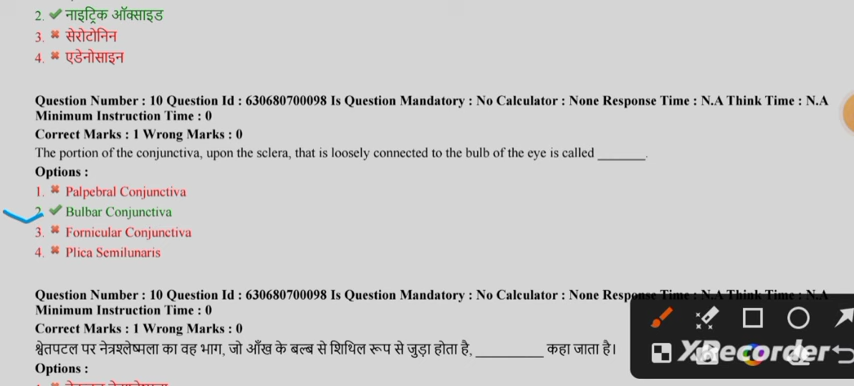 2. नाइट्रिक ऑक्साइड
3. सेरोटोनिन
4. एडेनोसाइन
Question Number : 10 Question Id : 630680700098 Is Question Mandatory : No Calculator : None Response Time : N.A Think Time : N.A
Minimum Instruction Time : 0
Correct Marks : 1 Wrong Marks : 0
The portion of the conjunctiva, upon the sclera, that is loosely connected to the bulb of the eye is called _______.
Options :
1. Palpebral Conjunctiva
2. Bulbar Conjunctiva
3. Fornicular Conjunctiva
4. Plica Semilunaris
Question Number : 10 Question Id : 630680700098 Is Question Mandatory : No Calculator : None Response Time : N.A Think Time : N.A
Minimum Instruction Time : 0
Correct Marks : 1 Wrong Marks : 0
श्वेतपटल पर नेत्रश्लेष्मला का वह भाग, जो आँख के बल्ब से शिथिल रूप से जुड़ा होता है, __________ कहा जाता है।
XRecorder
Options :